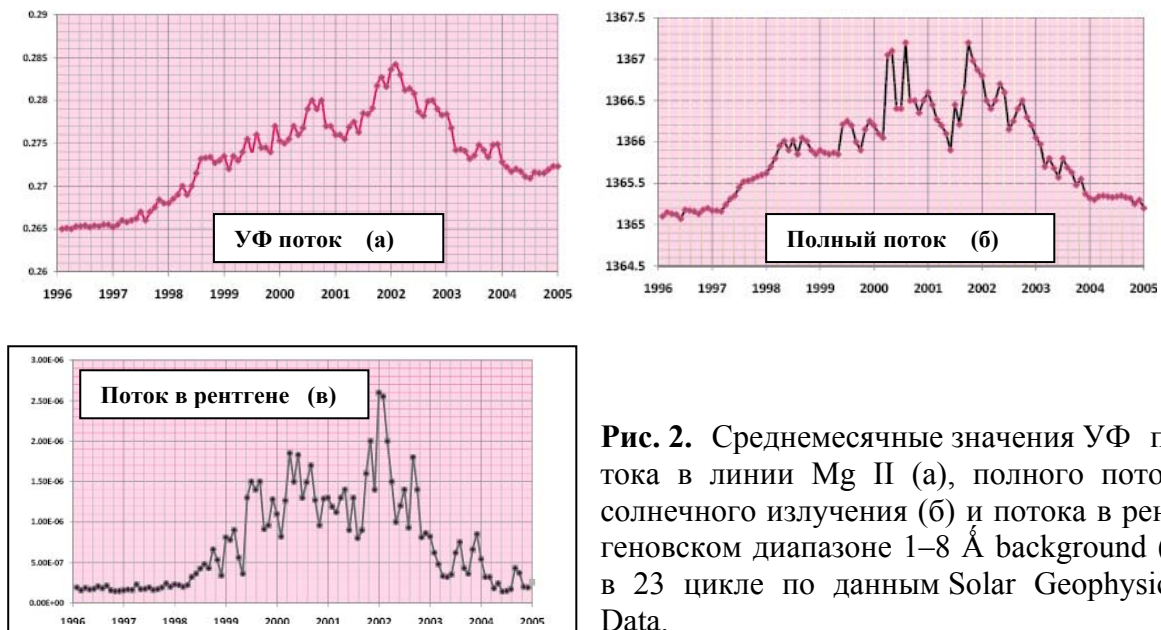 0.29
0.285
0.28
0.275
0.27
0.265
0.26
УФ поток (а)
1996 1997 1998 1999 2000 2001 2002 2003 2004 2005
1367.5
1367
1366.5
1366
1365.5
1365
1364.5
Полный поток (б)
1996 1997 1998 1999 2000 2001 2002 2003 2004 2005
3.00E-06
2.50E-06
2.00E-06
1.50E-06
1.00E-06
5.00E-07
0.00E+00
Поток в рентгене (в)
1996 1997 1998 1999 2000 2001 2002 2003 2004 2005
Рис. 2. Среднемесячные значения УФ п
тока в линии Mg II (а), полного пото
солнечного излучения (б) и потока в рен
геновском диапазоне 1–8 Ǻ background (
в 23 цикле по данным Solar Geophysic
Data.